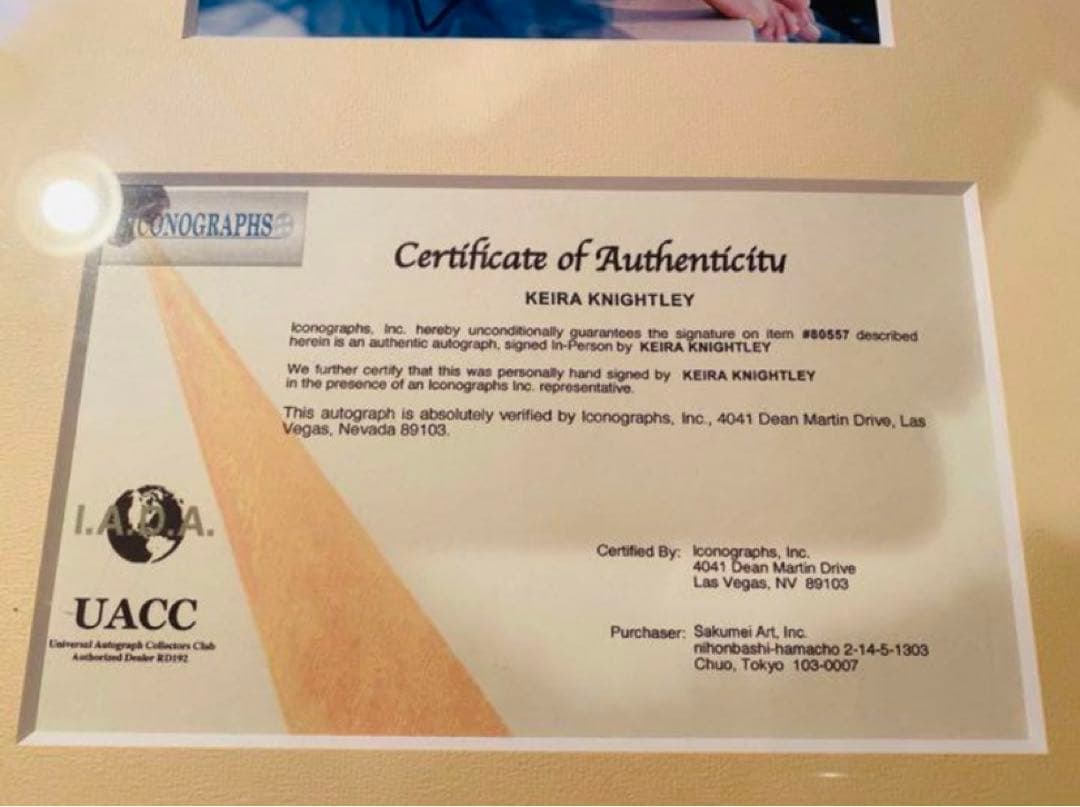 ICONOGRAPHS
Certificate of Authenticity
KEIRA KNIGHTLEY
Iconographs, Inc. hereby unconditionally guarantees the signature on item #80557 described
herein is an authentic autograph, signed In-Person by KEIRA KNIGHTLEY
We further certify that this was personally hand signed by KEIRA KNIGHTLEY
in the presence of an Iconographs Inc. representative.
This autograph is absolutely verified by Iconographs, Inc., 4041 Dean Martin Drive, Las
Vegas, Nevada 89103.
I.A.D.A.
UACC
Universal Autograph Collectors Club
Authorized Dealer RD192
Certified By: Iconographs, Inc.
4041 Dean Martin Drive
Las Vegas, NV 89103
Purchaser: Sakumei Art, Inc.
nihonbashi-hamacho 2-14-5-1303
Chuo, Tokyo 103-0007